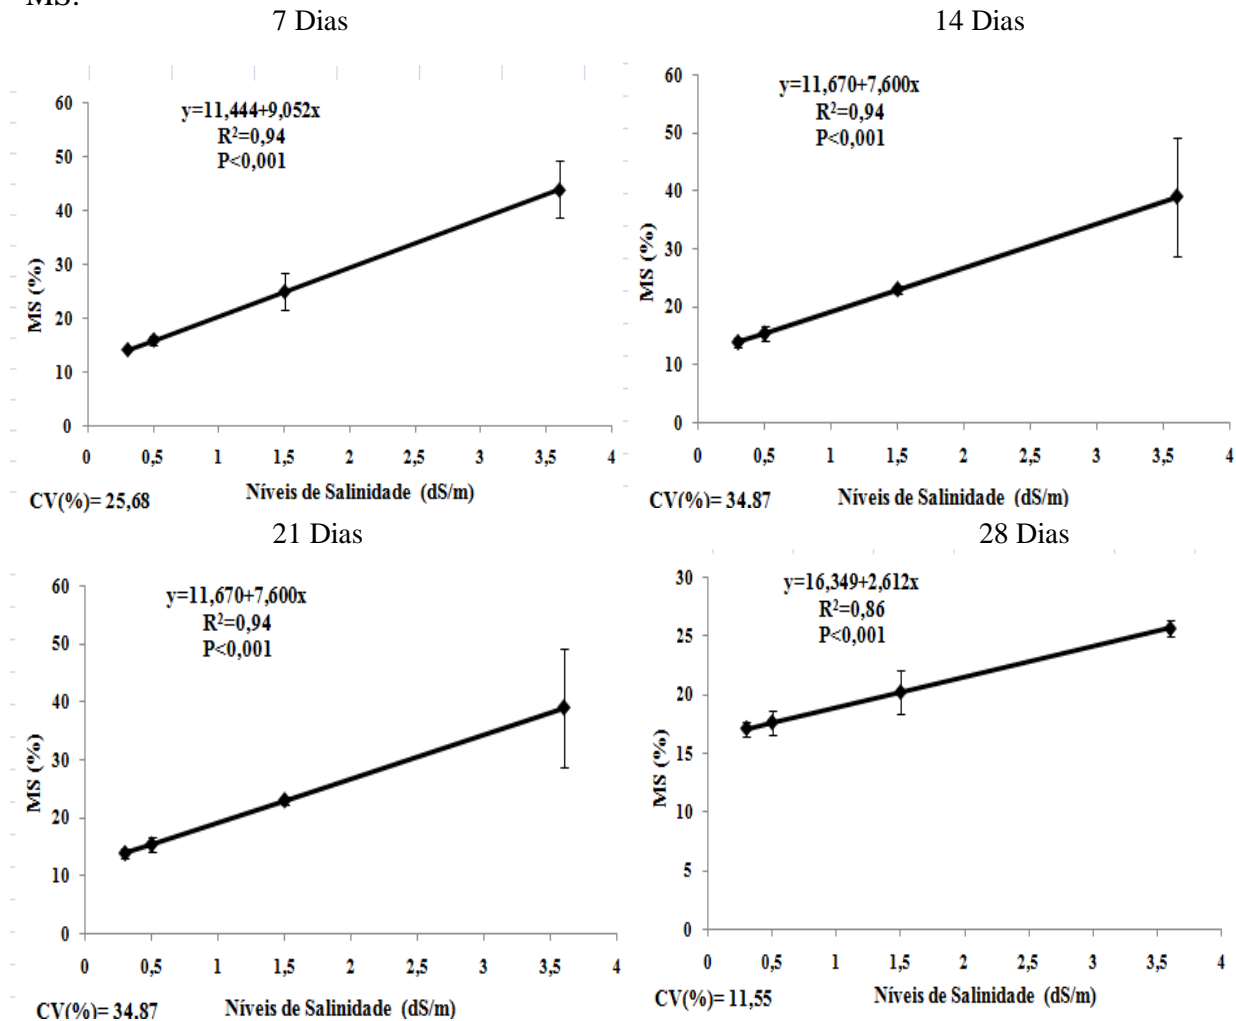 MS.
7 Dias
14 Dias
y=11,444+9,052x
R²=0,94
P<0,001
60
50
40
30
20
10
0
MS (%)
0 0,5 1 1,5 2 2,5 3 3,5 4
Níveis de Salinidade (dS/m)
CV(%)= 25,68
y=11,670+7,600x
R²=0,94
P<0,001
60
50
40
30
20
10
0
MS (%)
0 0,5 1 1,5 2 2,5 3 3,5 4
Níveis de Salinidade (dS/m)
CV(%)= 34.87
21 Dias
28 Dias
y=11,670+7,600x
R²=0,94
P<0,001
60
50
40
30
20
10
0
MS (%)
0 0,5 1 1,5 2 2,5 3 3,5 4
Níveis de Salinidade (dS/m)
CV(%)= 34.87
y=16,349+2,612x
R²=0,86
P<0,001
30
25
20
15
10
5
0
MS (%)
0 0,5 1 1,5 2 2,5 3 3,5 4
Níveis de Salinidade (dS/m)
CV(%)= 11,55